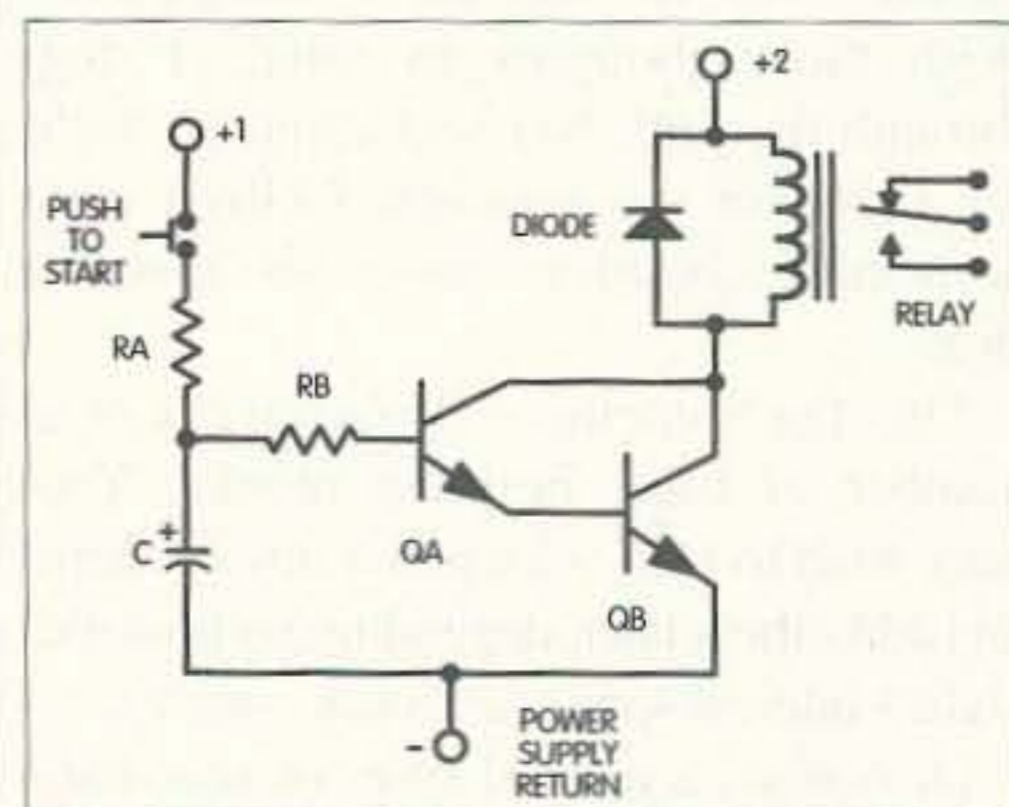 +2
+1
PUSH
TO
START
DIODE
RELAY
RA
RB
+
C
QA
QB
-
POWER
SUPPLY
RETURN